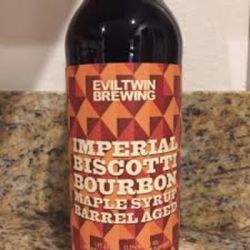 EVILTWIN
BREWING
IMPERIAL
BISCOTTI
BOURBON
MAPLE SYRUP
BARREL AGED